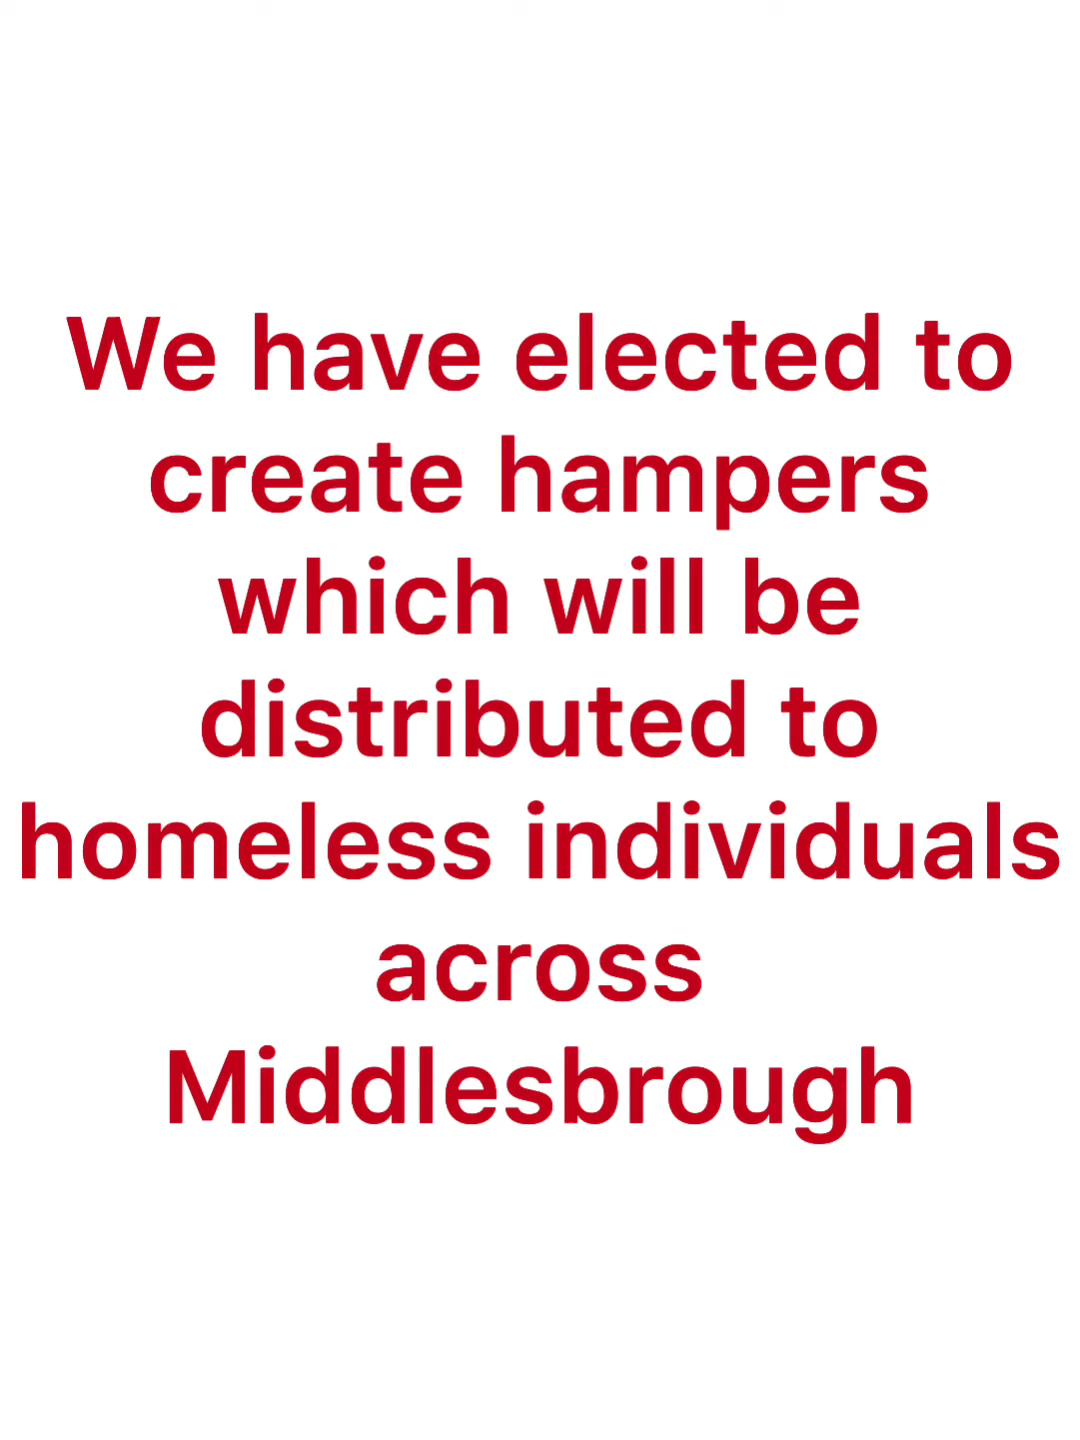 We have elected to
create hampers
which will be
distributed to
homeless individuals
across
Middlesbrough